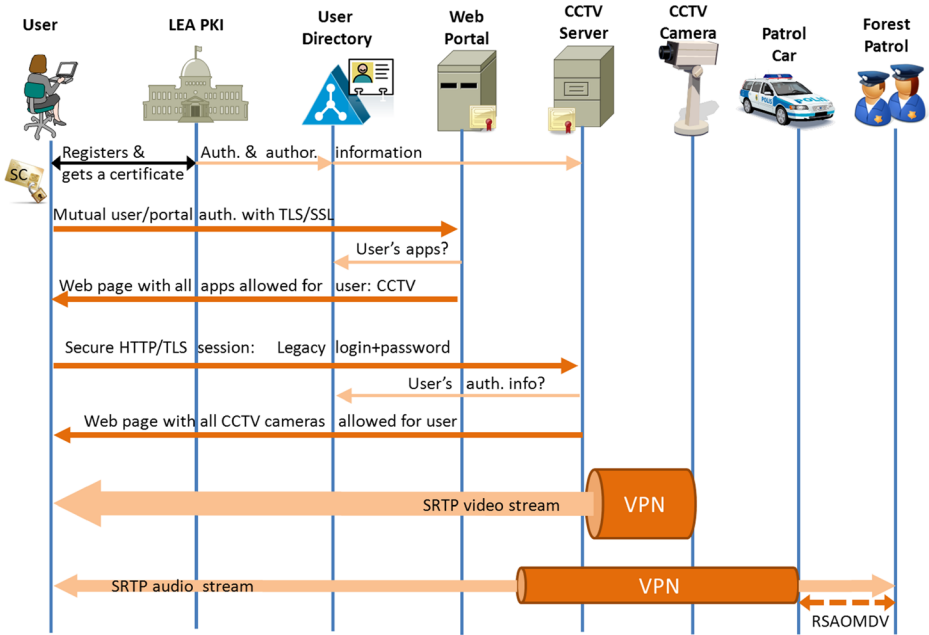 User
LEA PKI
User
Directory
Web
Portal
CCTV
Server
CCTV
Camera
Patrol
Car
Forest
Patrol
POLIS
POLIS
SC
Registers &
gets a certificate
Auth. & author. information
Mutual user/portal auth. with TLS/SSL
User's apps?
Web page with all apps allowed for user: CCTV
Secure HTTP/TLS session: Legacy login+password
User's auth. info?
Web page with all CCTV cameras allowed for user
SRTP video stream
VPN
SRTP audio stream
VPN
RSAOMDV